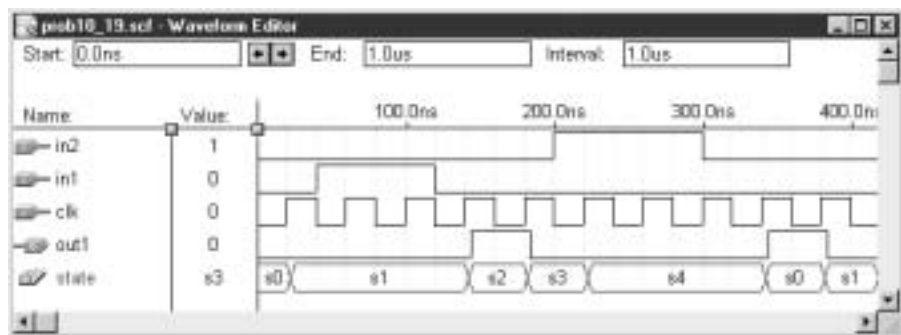 prob10_19.scf - Waveform Editor
Start: 0.0ns End: 1.0us Interval: 1.0us
Name: Value: 100.0ns 200.0ns 300.0ns 400.0ns
in2 1
in1 0
clk 0
out1 0
state s3 s0 s1 s2 s3 s4 s0 s1